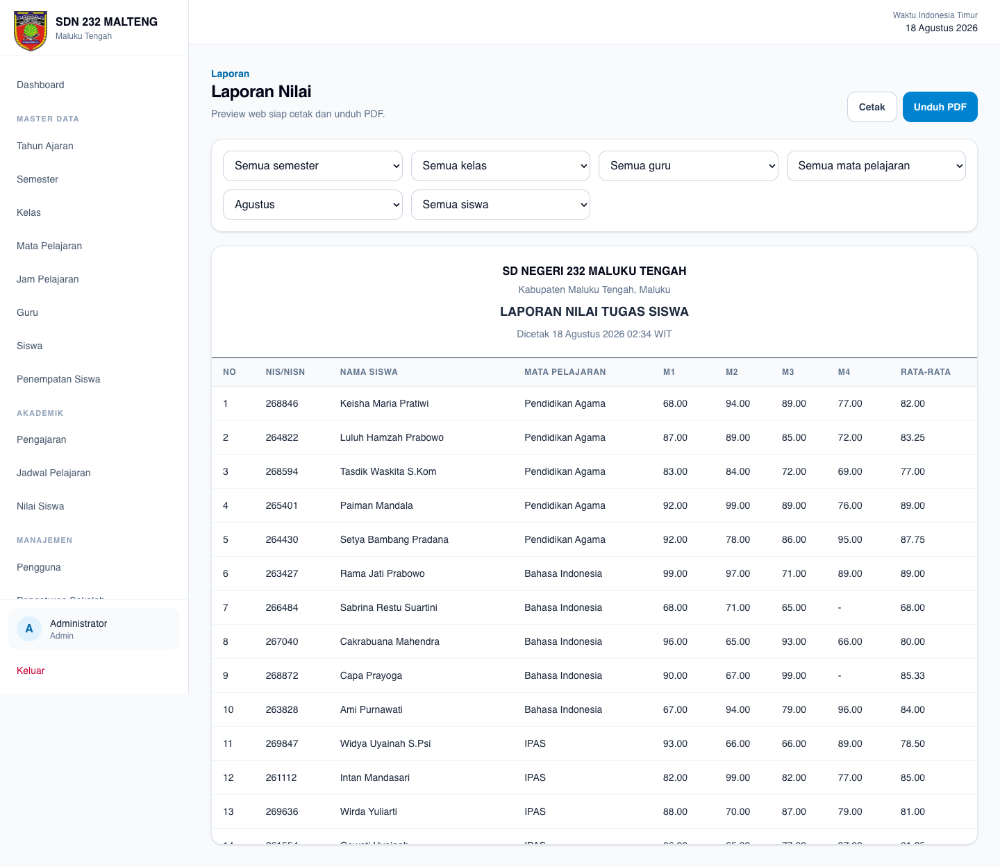 SDN 232 MALTENG
Maluku Tengah
Waktu Indonesia Timur
18 Agustus 2026
Dashboard
MASTER DATA
Tahun Ajaran
Semester
Kelas
Mata Pelajaran
Jam Pelajaran
Guru
Siswa
Penempatan Siswa
AKADEMIK
Pengajaran
Jadwal Pelajaran
Nilai Siswa
MANAJEMEN
Pengguna
Pengaturan Sekolah
A Administrator
Admin
Keluar
Laporan
Laporan Nilai
Preview web siap cetak dan unduh PDF.
Cetak Unduh PDF
Semua semester Semua kelas Semua guru Semua mata pelajaran
Agustus Semua siswa
SD NEGERI 232 MALUKU TENGAH
Kabupaten Maluku Tengah, Maluku
LAPORAN NILAI TUGAS SISWA
Dicetak 18 Agustus 2026 02:34 WIT
NO NIS/NISN NAMA SISWA MATA PELAJARAN M1 M2 M3 M4 RATA-RATA
1 268846 Keisha Maria Pratiwi Pendidikan Agama 68.00 94.00 89.00 77.00 82.00
2 264822 Luluh Hamzah Prabowo Pendidikan Agama 87.00 89.00 85.00 72.00 83.25
3 268594 Tasdik Waskita S.Kom Pendidikan Agama 83.00 84.00 72.00 69.00 77.00
4 265401 Paiman Mandala Pendidikan Agama 92.00 99.00 89.00 76.00 89.00
5 264430 Setya Bambang Pradana Pendidikan Agama 92.00 78.00 86.00 95.00 87.75
6 263427 Rama Jati Prabowo Bahasa Indonesia 99.00 97.00 71.00 89.00 89.00
7 266484 Sabrina Restu Suartini Bahasa Indonesia 68.00 71.00 65.00 - 68.00
8 267040 Cakrabuana Mahendra Bahasa Indonesia 96.00 65.00 93.00 66.00 80.00
9 268872 Capa Prayoga Bahasa Indonesia 90.00 67.00 99.00 - 85.33
10 263828 Ami Purnawati Bahasa Indonesia 67.00 94.00 79.00 96.00 84.00
11 269847 Widya Uyainah S.Psi IPAS 93.00 66.00 66.00 89.00 78.50
12 261112 Intan Mandasari IPAS 82.00 99.00 82.00 77.00 85.00
13 269636 Wirda Yuliarti IPAS 88.00 70.00 87.00 79.00 81.00
14 IPAS